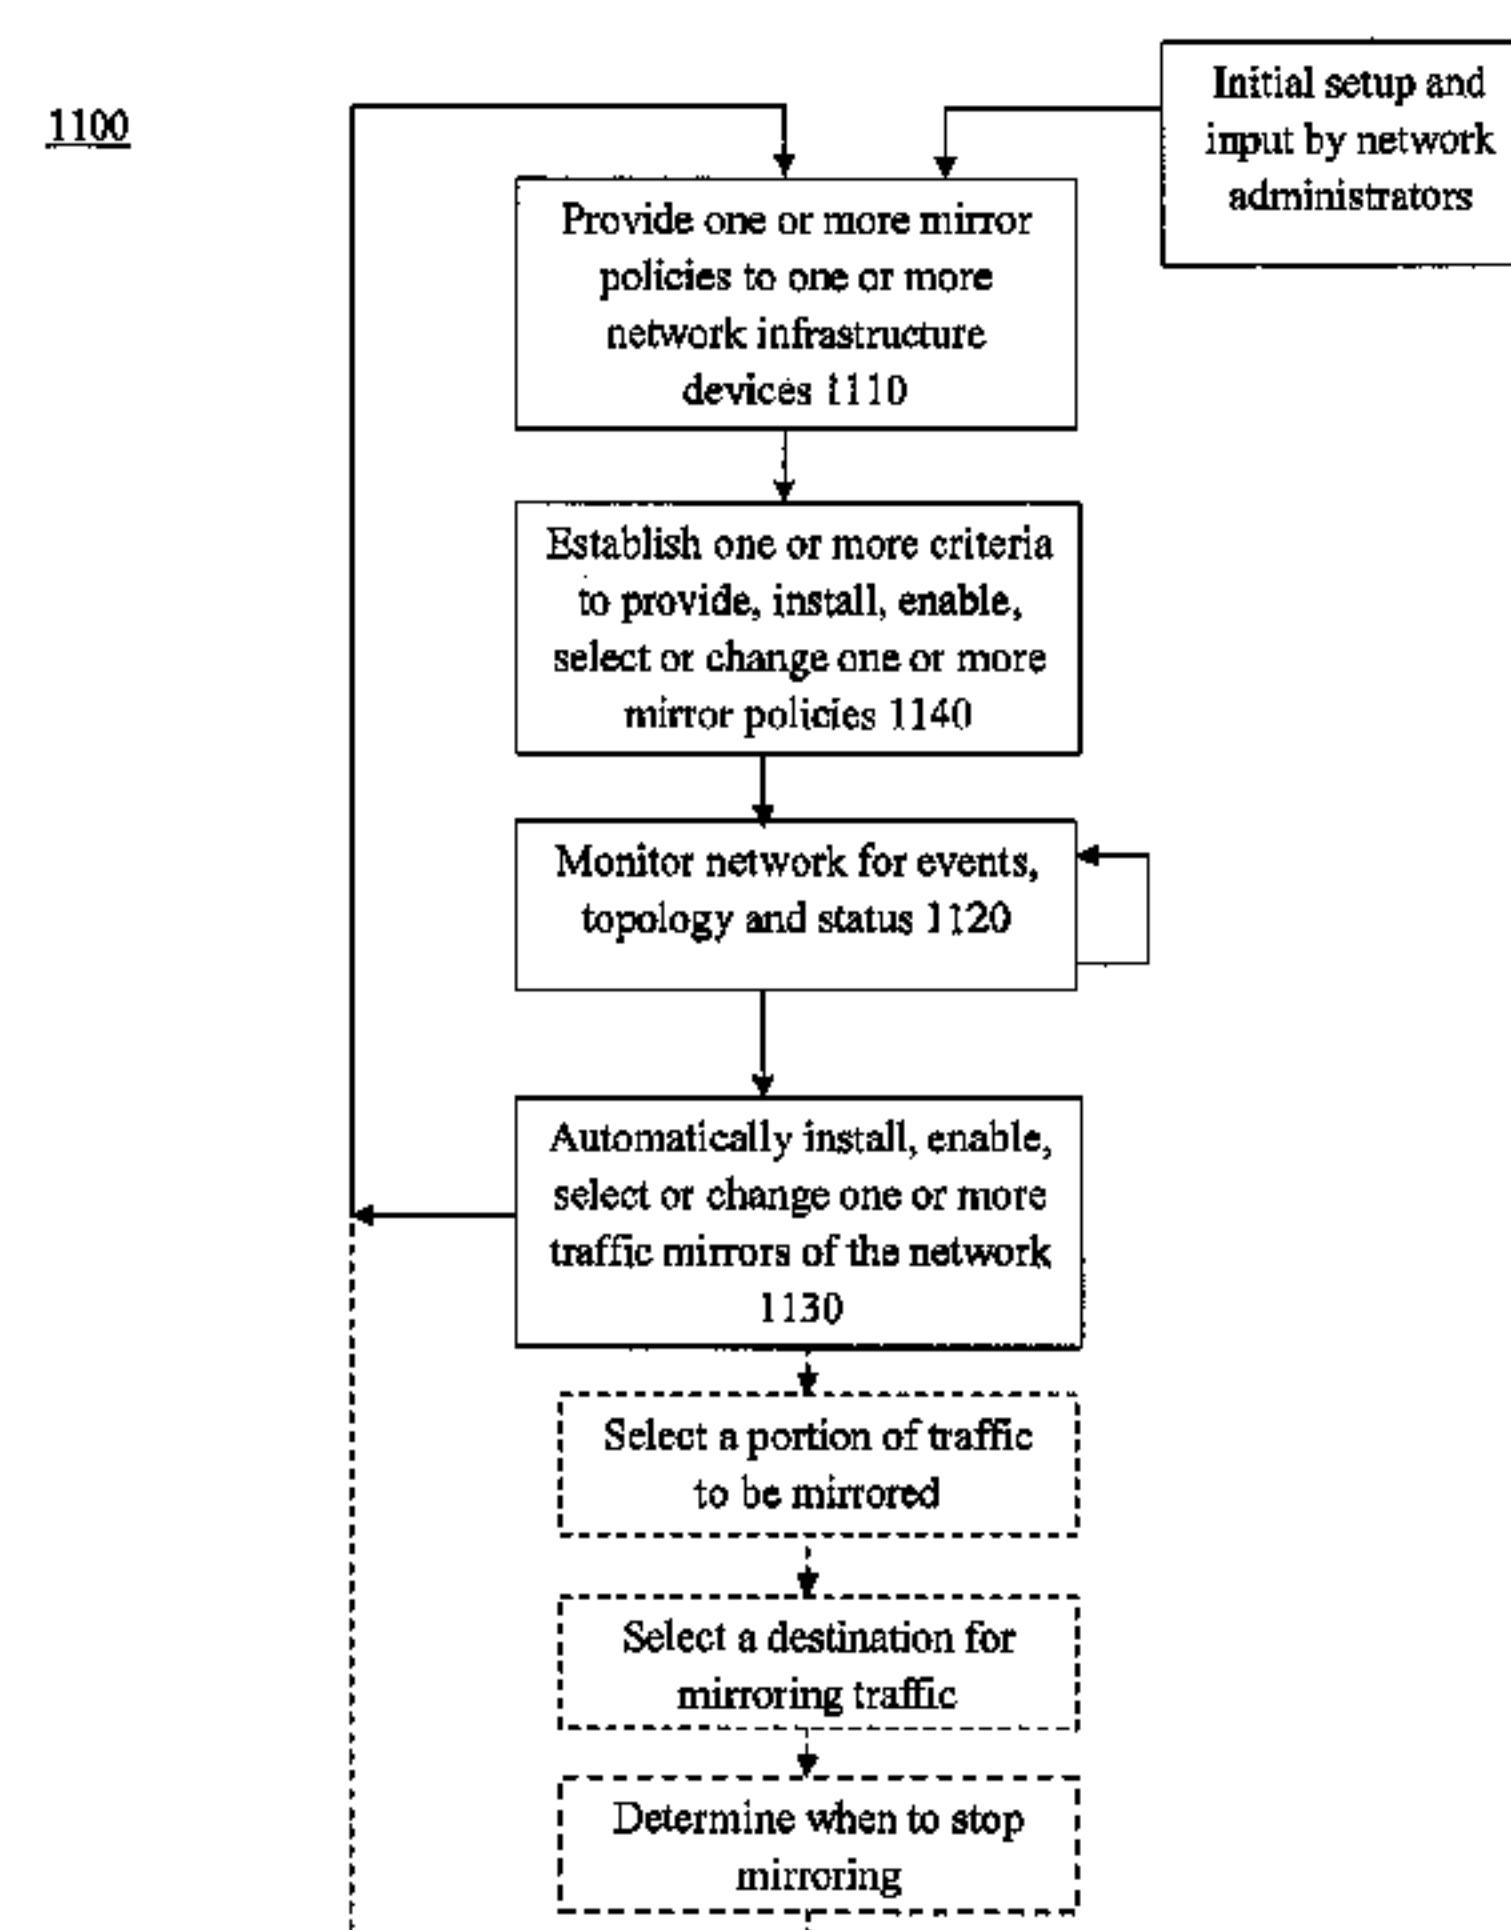 1100
Initial setup and
input by network
administrators
Provide one or more mirror
policies to one or more
network infrastructure
devices 1110
Establish one or more criteria
to provide, install, enable,
select or change one or more
mirror policies 1140
Monitor network for events,
topology and status 1120
Automatically install, enable,
select or change one or more
traffic mirrors of the network
1130
Select a portion of traffic
to be mirrored
Select a destination for
mirroring traffic
Determine when to stop
mirroring